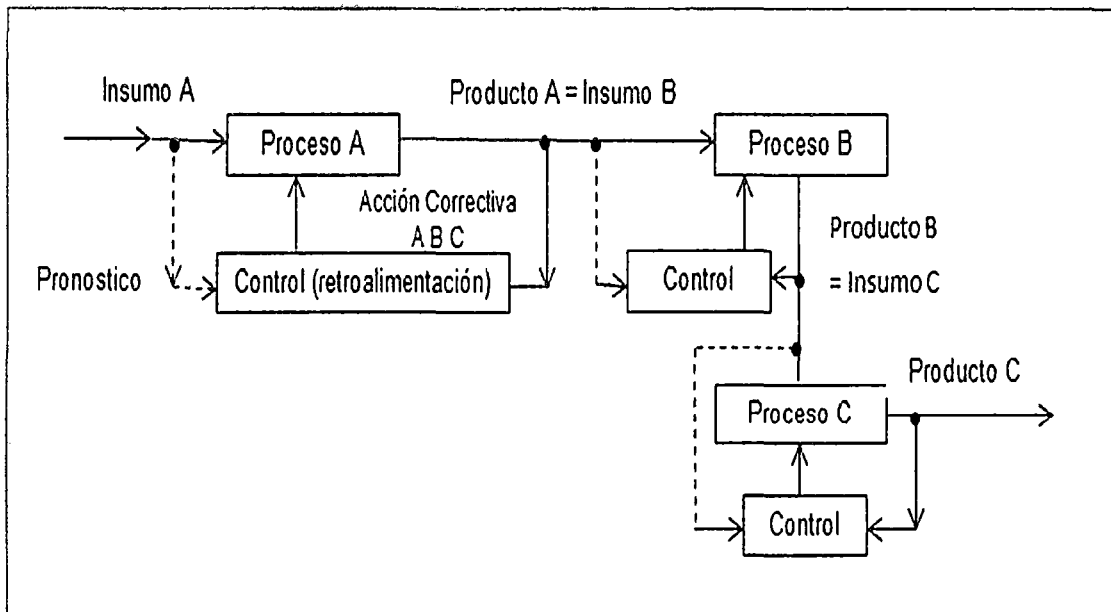 Insumo A
Producto A = Insumo B
Proceso A
Proceso B
Acción Correctiva
A B C
Producto B
Pronostico
Control (retroalimentación)
Control
= Insumo C
Producto C
Proceso C
Control